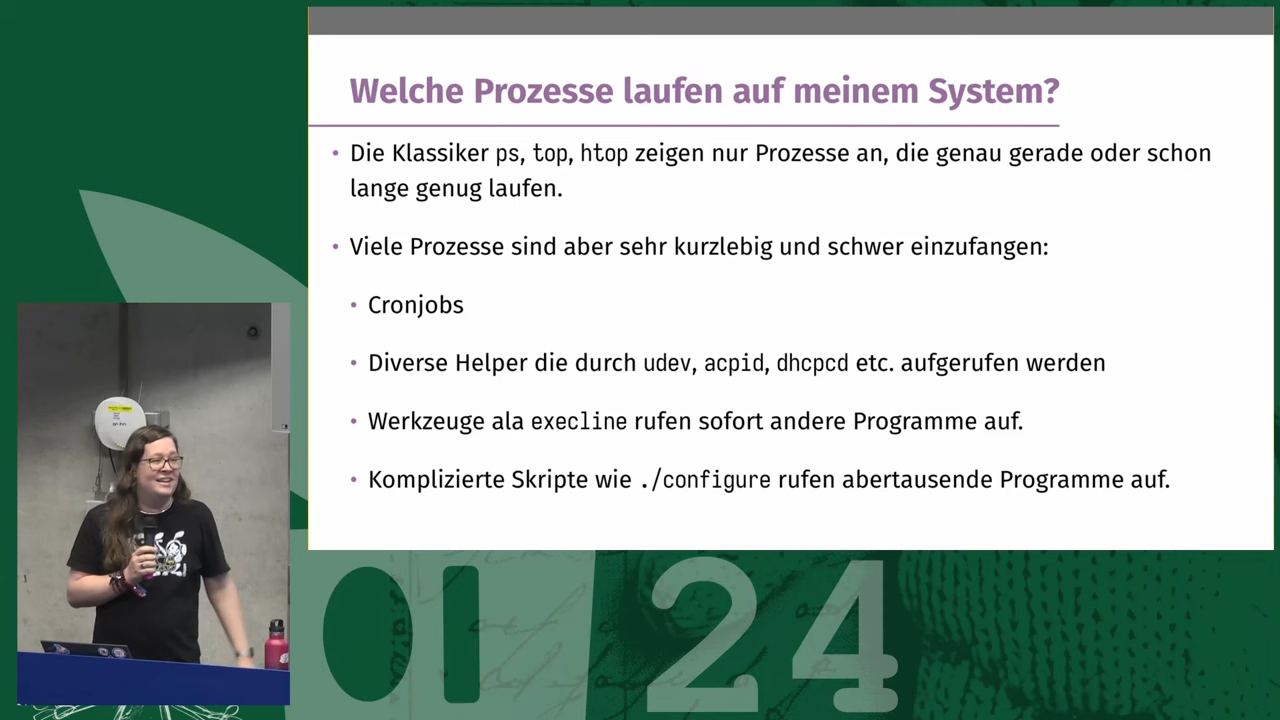 Welche Prozesse laufen auf meinem System?
• Die Klassiker ps, top, htop zeigen nur Prozesse an, die genau gerade oder schon
lange genug laufen.
• Viele Prozesse sind aber sehr kurzlebig und schwer einzufangen:
• Cronjobs
• Diverse Helper die durch udev, acpid, dhcpcd etc. aufgerufen werden
• Werkzeuge ala execline rufen sofort andere Programme auf.
• Komplizierte Skripte wie ./configure rufen abertausende Programme auf.
24